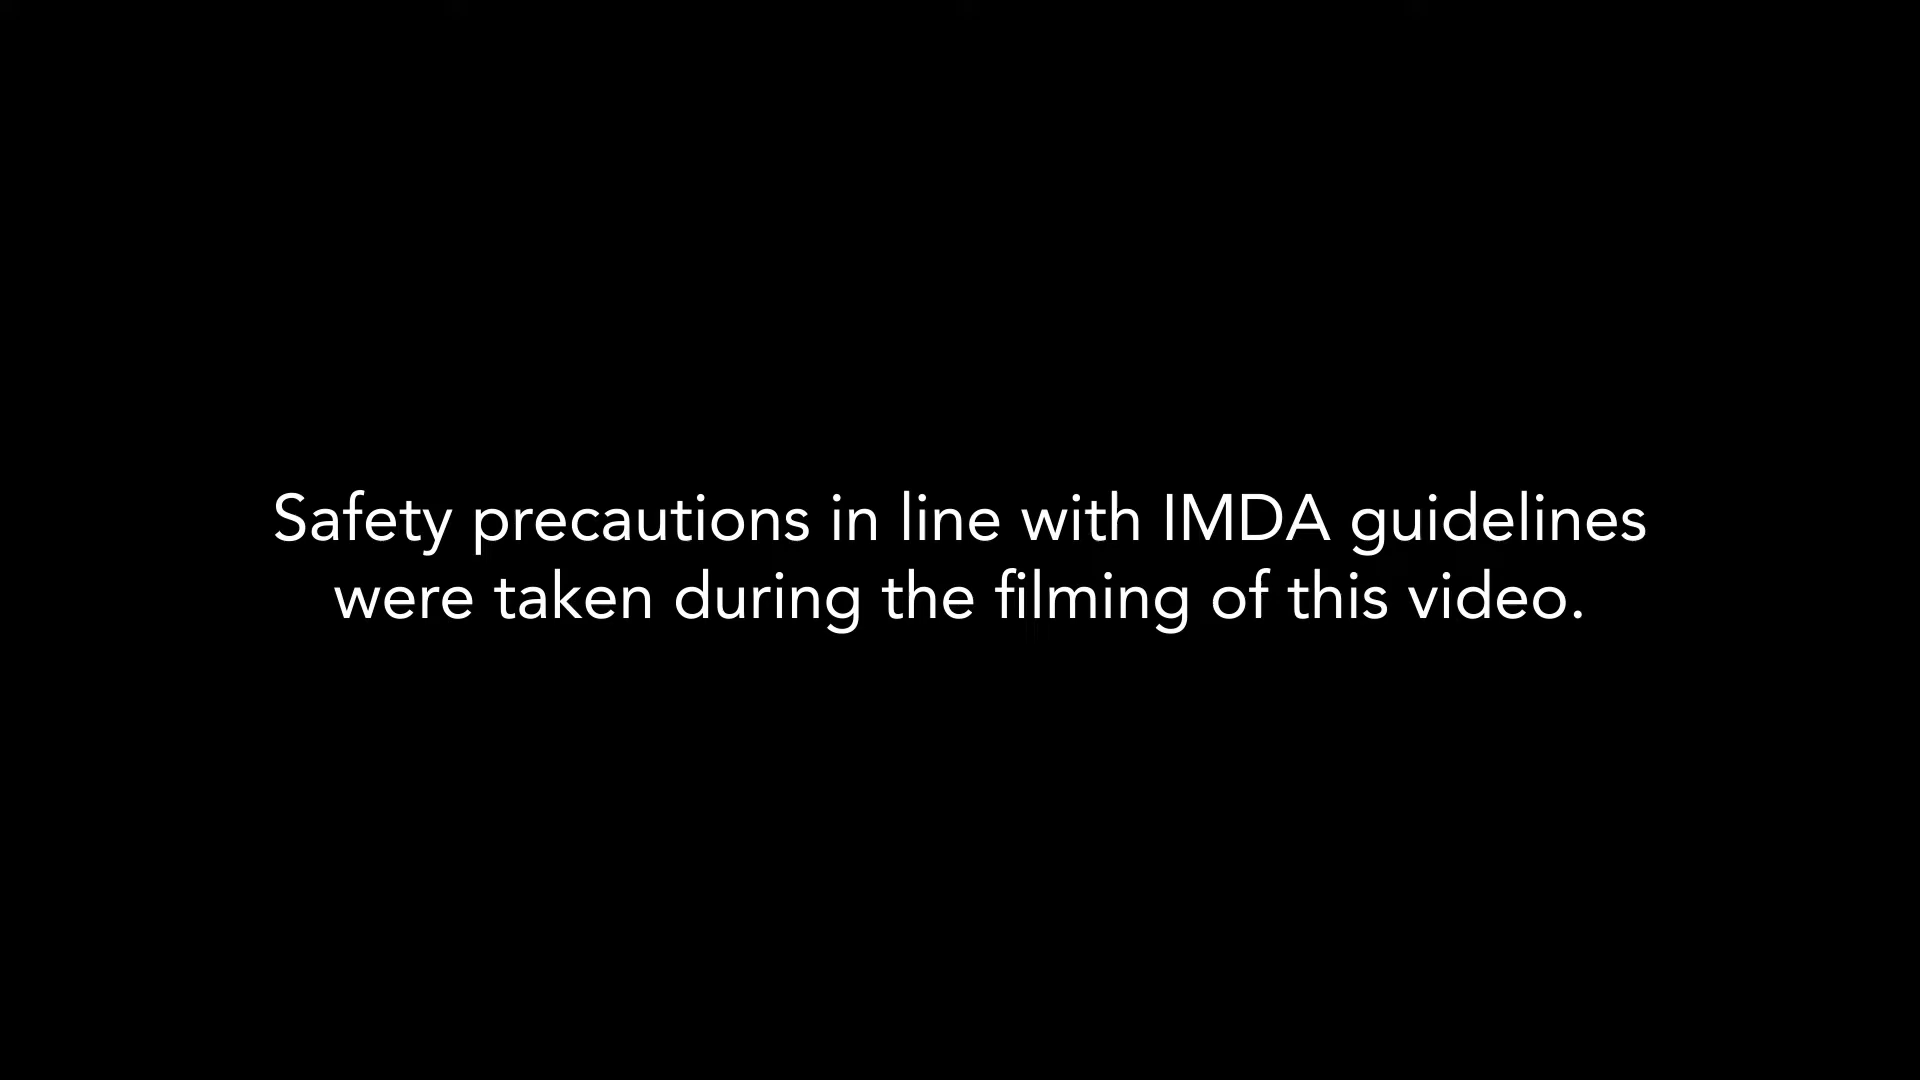 Safety precautions in line with IMDA guidelines
were taken during the filming of this video.